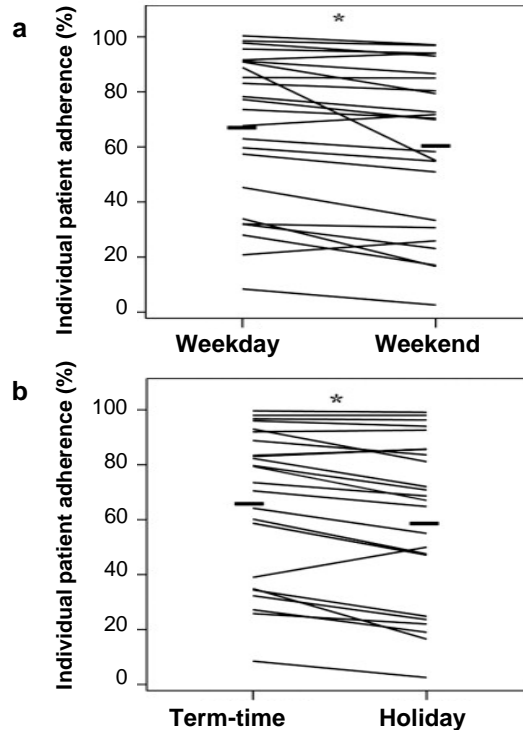 a
*
Individual patient adherence (%)
100
80
60
40
20
0
Weekday Weekend
b
*
Individual patient adherence (%)
100
80
60
40
20
0
Term-time Holiday